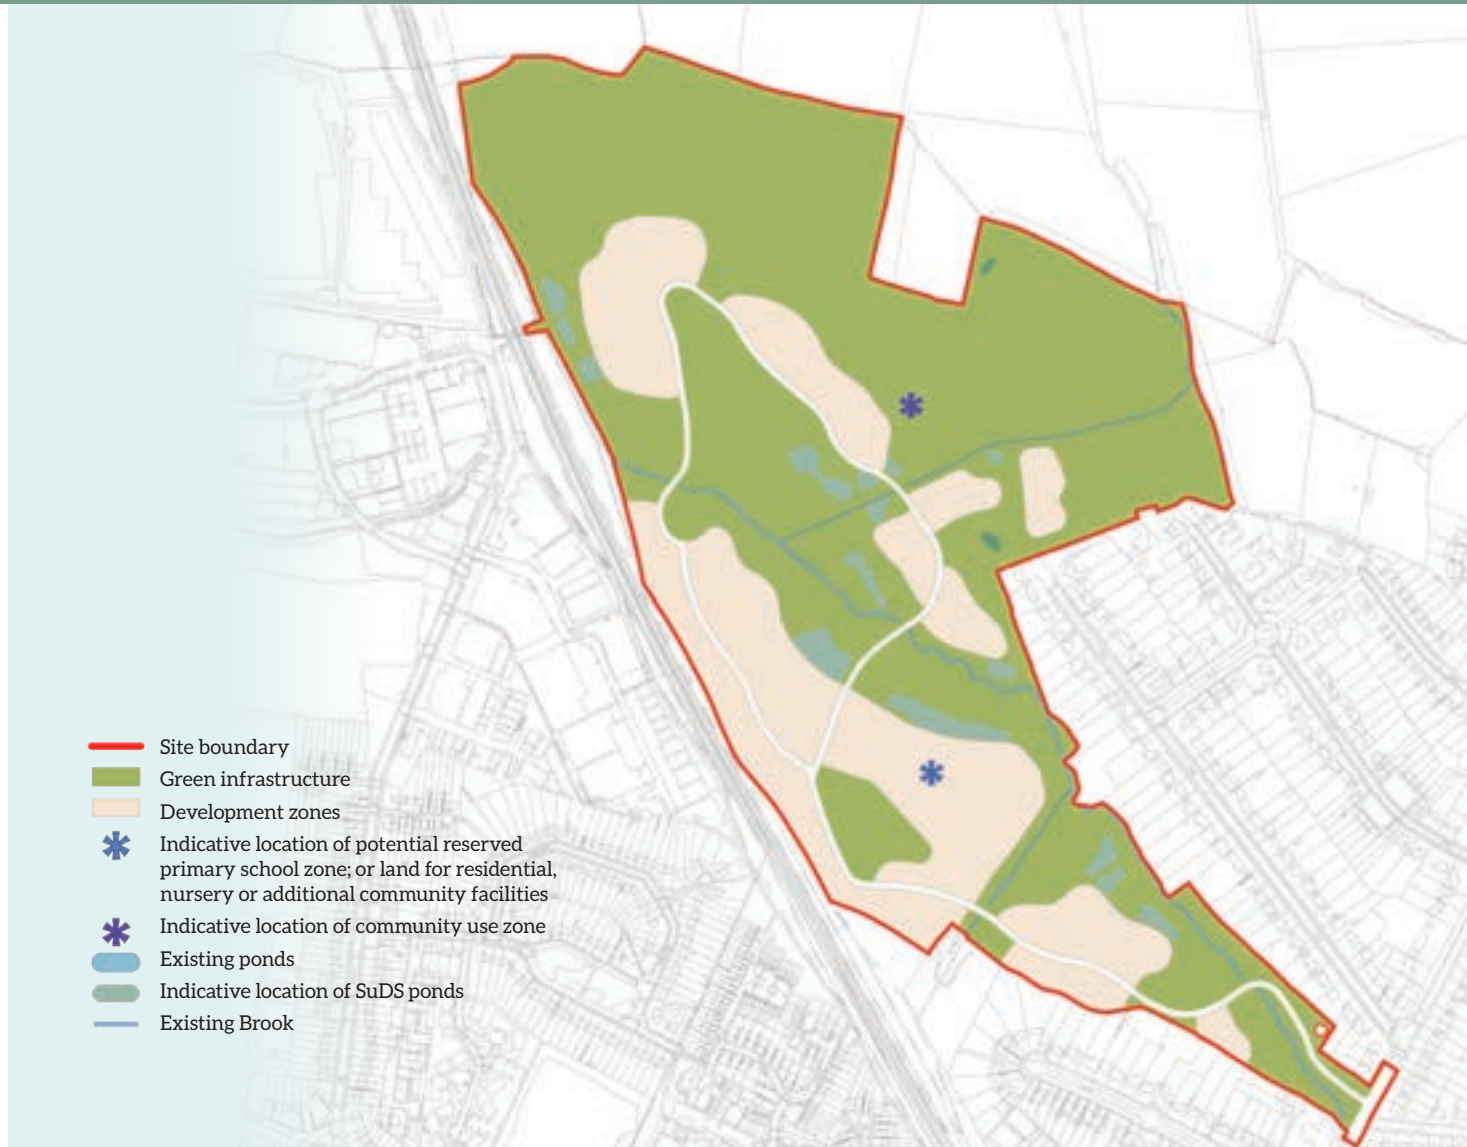 Site boundary
Green infrastructure
Development zones
Indicative location of potential reserved
primary school zone; or land for residential,
nursery or additional community facilities
Indicative location of community use zone
Existing ponds
Indicative location of SuDS ponds
Existing Brook